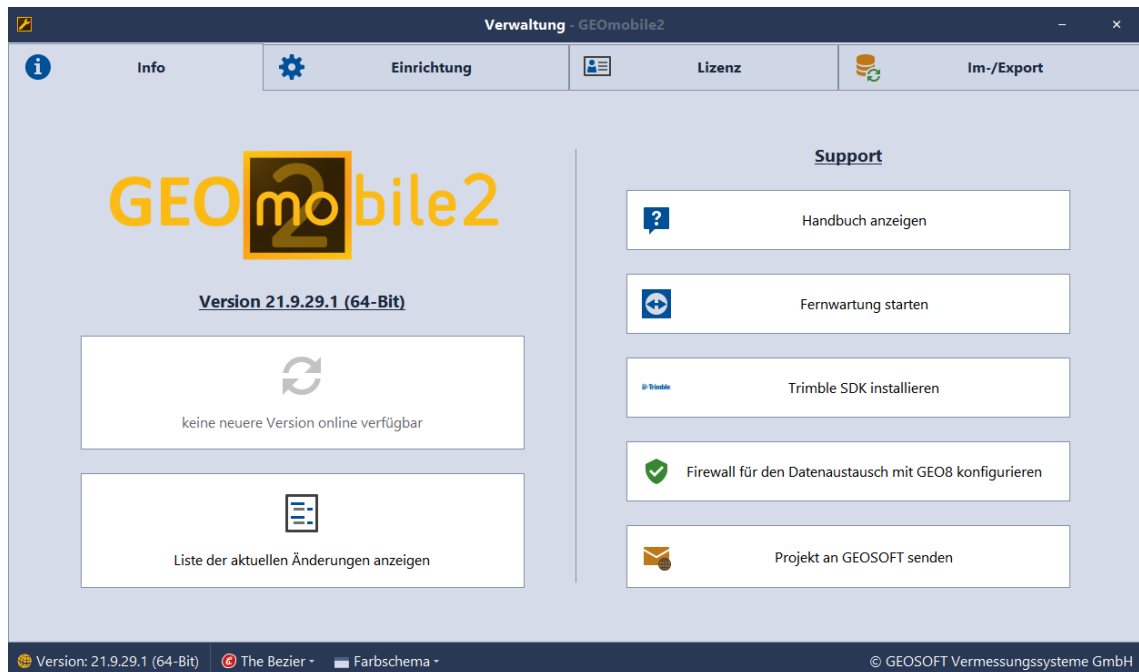 Verwaltung - GEOmobile2
Info
Einrichtung
Lizenz
Im-/Export
GEOmobile2
Version 21.9.29.1 (64-Bit)
keine neuere Version online verfügbar
Liste der aktuellen Änderungen anzeigen
Support
Handbuch anzeigen
Fernwartung starten
Trimble
Trimble SDK installieren
Firewall für den Datenaustausch mit GEO8 konfigurieren
Projekt an GEOSOFT senden
Version: 21.9.29.1 (64-Bit)
The Bezier
Farbschema
© GEOSOFT Vermessungssysteme GmbH